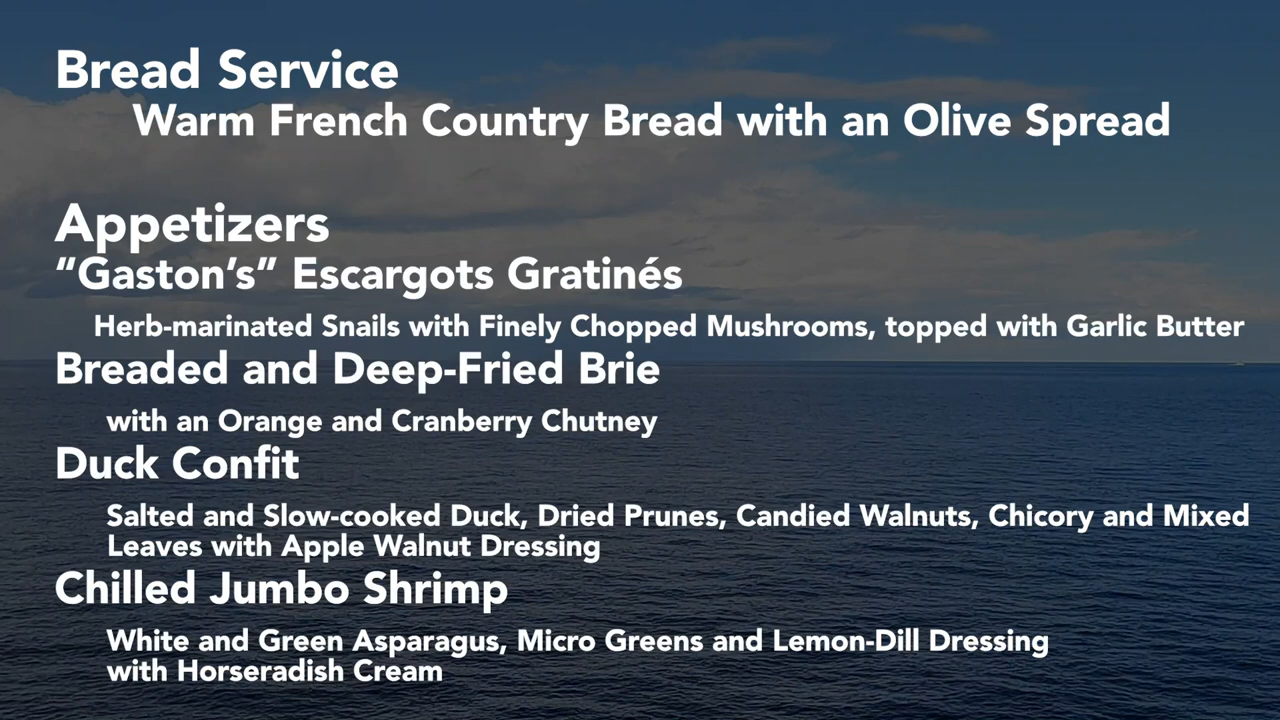 Bread Service
Warm French Country Bread with an Olive Spread
Appetizers
“Gaston’s” Escargots Gratinés
Herb-marinated Snails with Finely Chopped Mushrooms, topped with Garlic Butter
Breaded and Deep-Fried Brie
with an Orange and Cranberry Chutney
Duck Confit
Salted and Slow-cooked Duck, Dried Prunes, Candied Walnuts, Chicory and Mixed
Leaves with Apple Walnut Dressing
Chilled Jumbo Shrimp
White and Green Asparagus, Micro Greens and Lemon-Dill Dressing
with Horseradish Cream